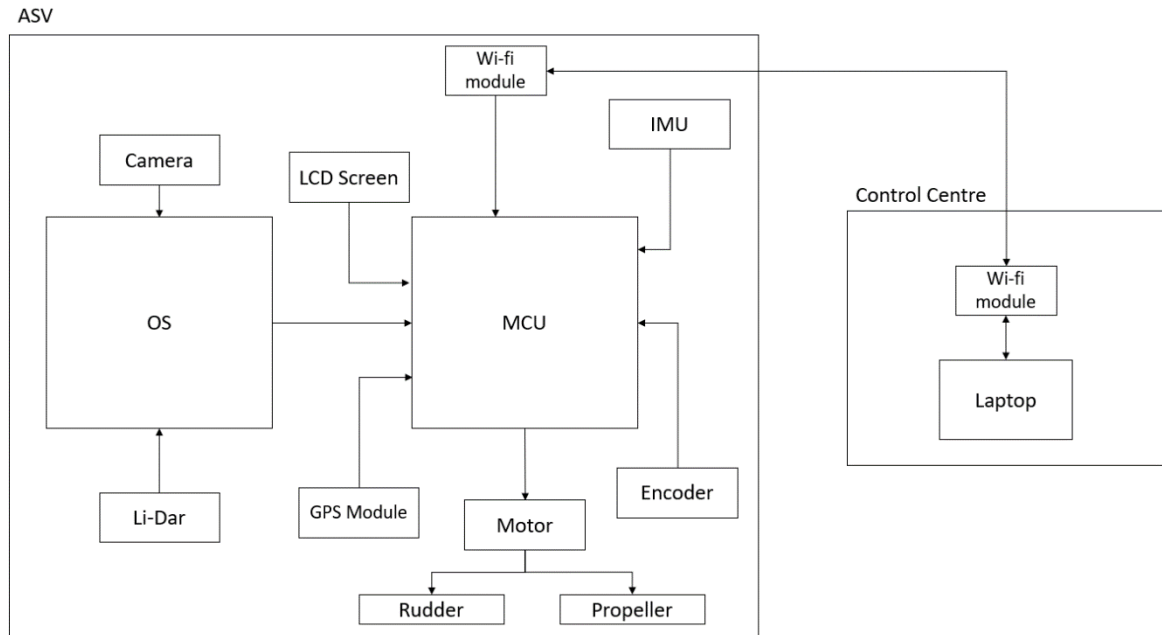 ASV
Wi-fi
module
IMU
Camera
LCD Screen
Control Centre
Wi-fi
module
OS
MCU
Laptop
Encoder
Li-Dar
GPS Module
Motor
Rudder
Propeller